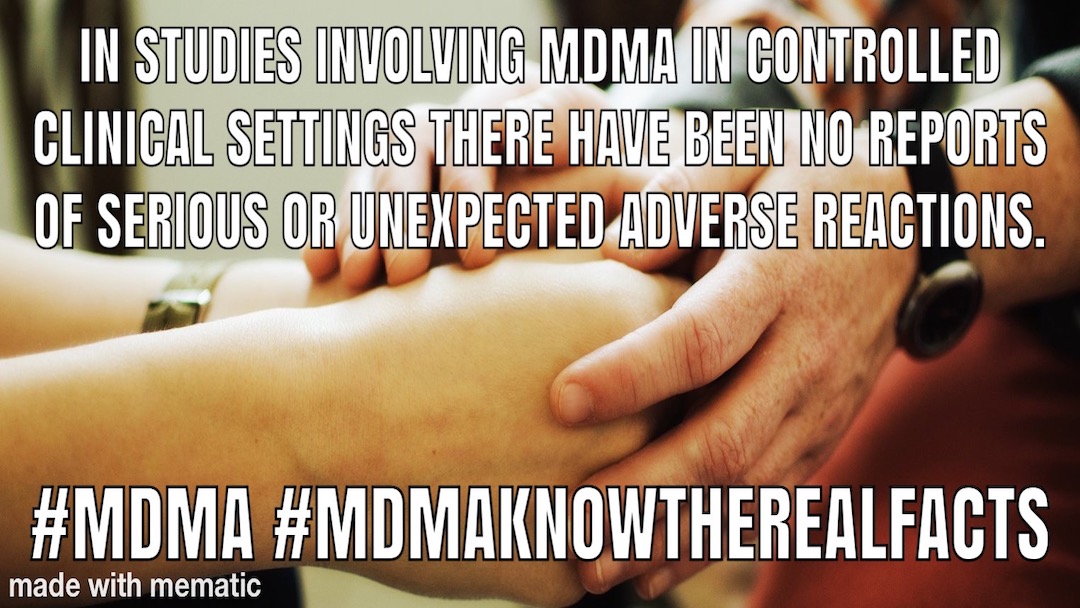 IN STUDIES INVOLVING MDMA IN CONTROLLED
CLINICAL SETTINGS THERE HAVE BEEN NO REPORTS
OF SERIOUS OR UNEXPECTED ADVERSE REACTIONS.
#MDMA #MDMAKNOWTHEREALFACTS
made with mematic